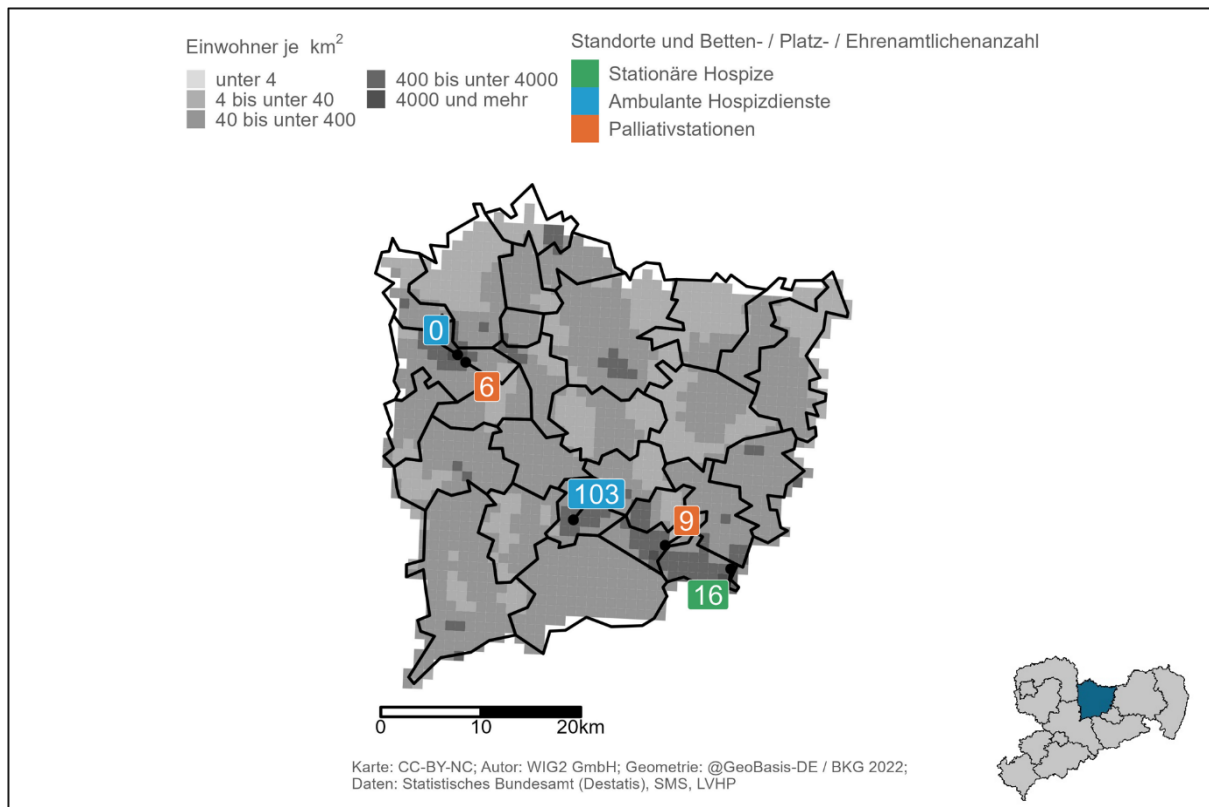 Einwohner je km²
unter 4
4 bis unter 40
40 bis unter 400
400 bis unter 4000
4000 und mehr
Standorte und Betten- / Platz- / Ehrenamtlichenanzahl
Stationäre Hospize
Ambulante Hospizdienste
Palliativstationen
0
6
103
9
16
0 10 20km
Karte: CC-BY-NC; Autor: WIG2 GmbH; Geometrie: @GeoBasis-DE / BKG 2022;
Daten: Statistisches Bundesamt (Destatis), SMS, LVHP